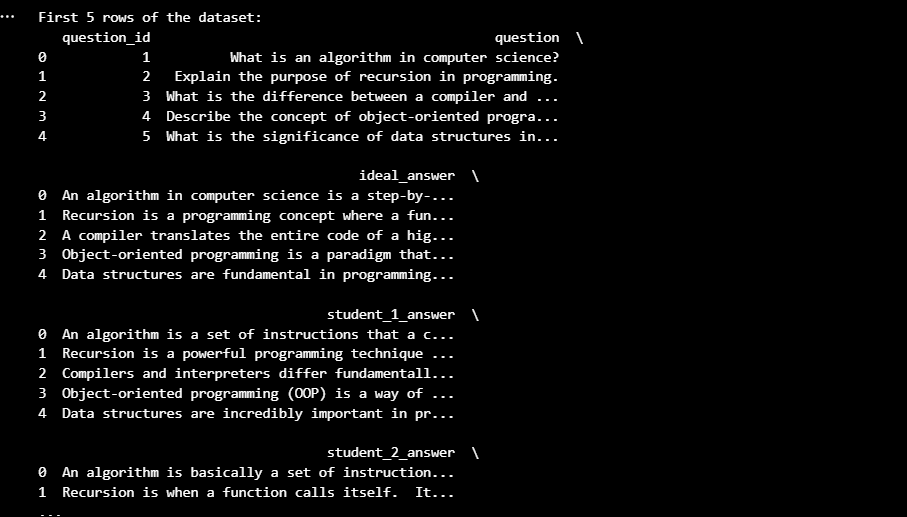 ... First 5 rows of the dataset:
question_id question \
0 1 What is an algorithm in computer science?
1 2 Explain the purpose of recursion in programming.
2 3 What is the difference between a compiler and ...
3 4 Describe the concept of object-oriented progra...
4 5 What is the significance of data structures in...
ideal_answer \
0 An algorithm in computer science is a step-by-...
1 Recursion is a programming concept where a fun...
2 A compiler translates the entire code of a hig...
3 Object-oriented programming is a paradigm that...
4 Data structures are fundamental in programming...
student_1_answer \
0 An algorithm is a set of instructions that a c...
1 Recursion is a powerful programming technique ...
2 Compilers and interpreters differ fundamentall...
3 Object-oriented programming (OOP) is a way of ...
4 Data structures are incredibly important in pr...
student_2_answer \
0 An algorithm is basically a set of instruction...
1 Recursion is when a function calls itself.  It...
...